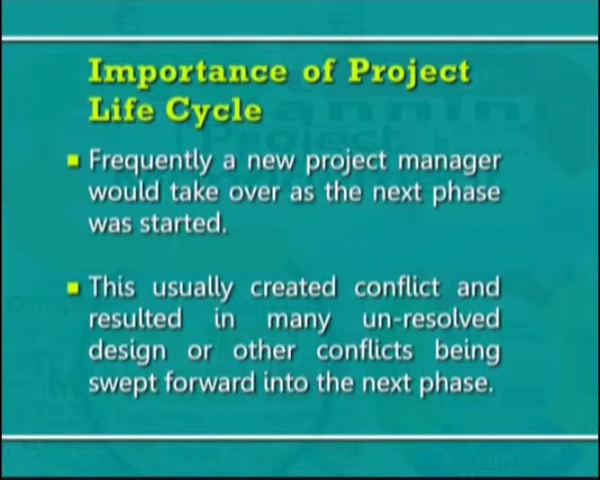 Importance of Project
Life Cycle
Frequently a new project manager
would take over as the next phase
was started.
This usually created conflict and
resulted in many un-resolved
design or other conflicts being
swept forward into the next phase.